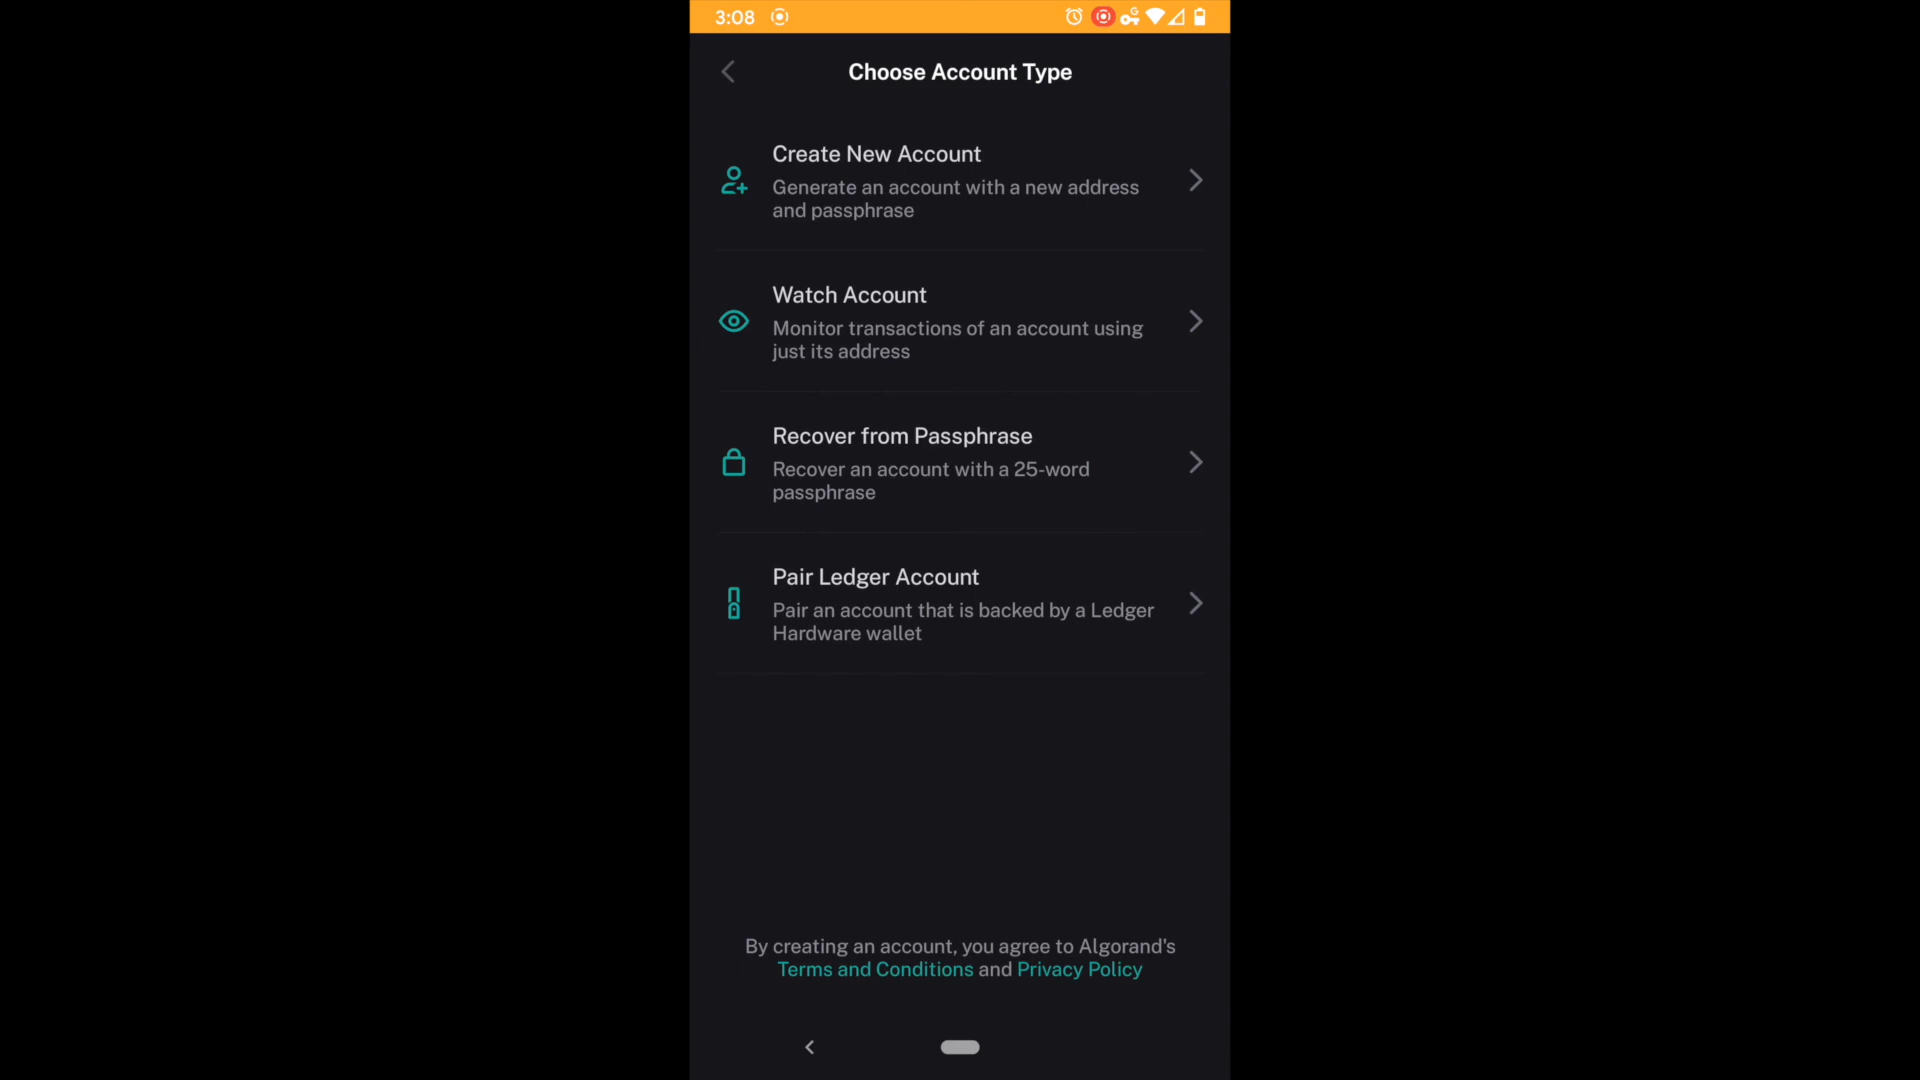 3:08
Choose Account Type
Create New Account
Generate an account with a new address
and passphrase
Watch Account
Monitor transactions of an account using
just its address
Recover from Passphrase
Recover an account with a 25-word
passphrase
Pair Ledger Account
Pair an account that is backed by a Ledger
Hardware wallet
By creating an account, you agree to Algorand's
Terms and Conditions and Privacy Policy